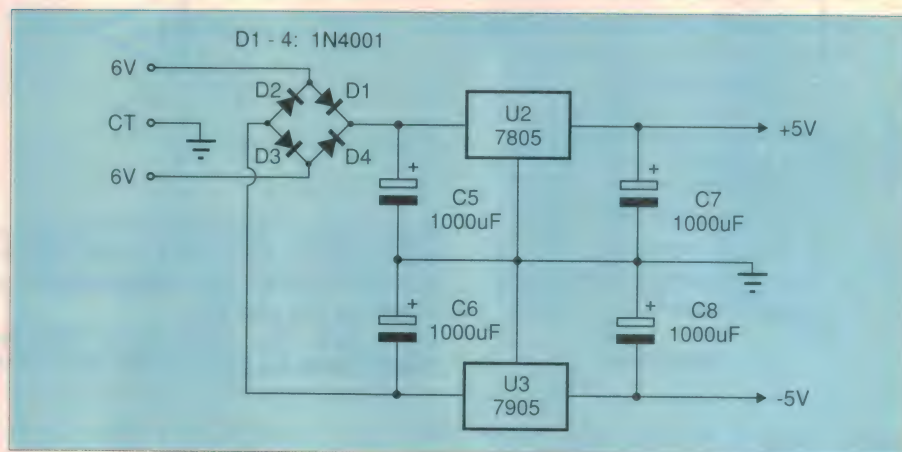 D1 - 4: 1N4001
6V
D2
D1
CT
D3
D4
6V
U2
7805
+5V
+
C5
1000uF
+
C7
1000uF
+
C6
1000uF
+
C8
1000uF
U3
7905
-5V